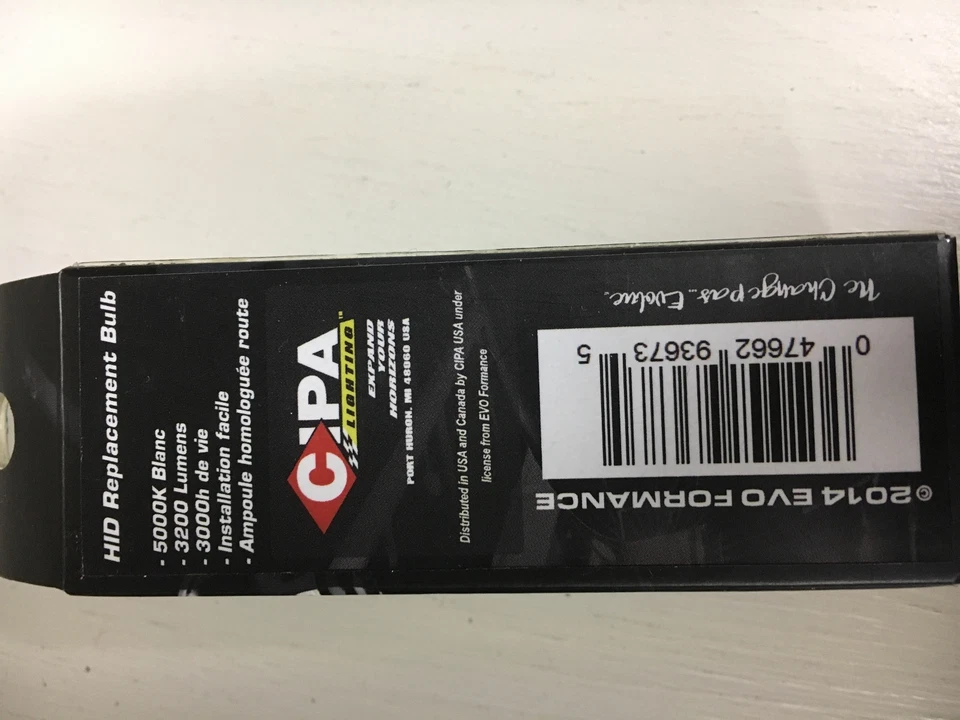 HID Replacement Bulb
- 5000K Blanc
- 3200 Lumens
- 3000h de vie
- Installation facile
- Ampoule homologuée route
CIPA
LIGHTING™
EXPAND
YOUR
HORIZONS
PORT HURON, MI 48060 USA
Distributed in USA and Canada by CIPA USA under
license from EVO Formance
Ne Change pas... Evolue.
0 47662 93673 5
©2014 EVO FORMANCE